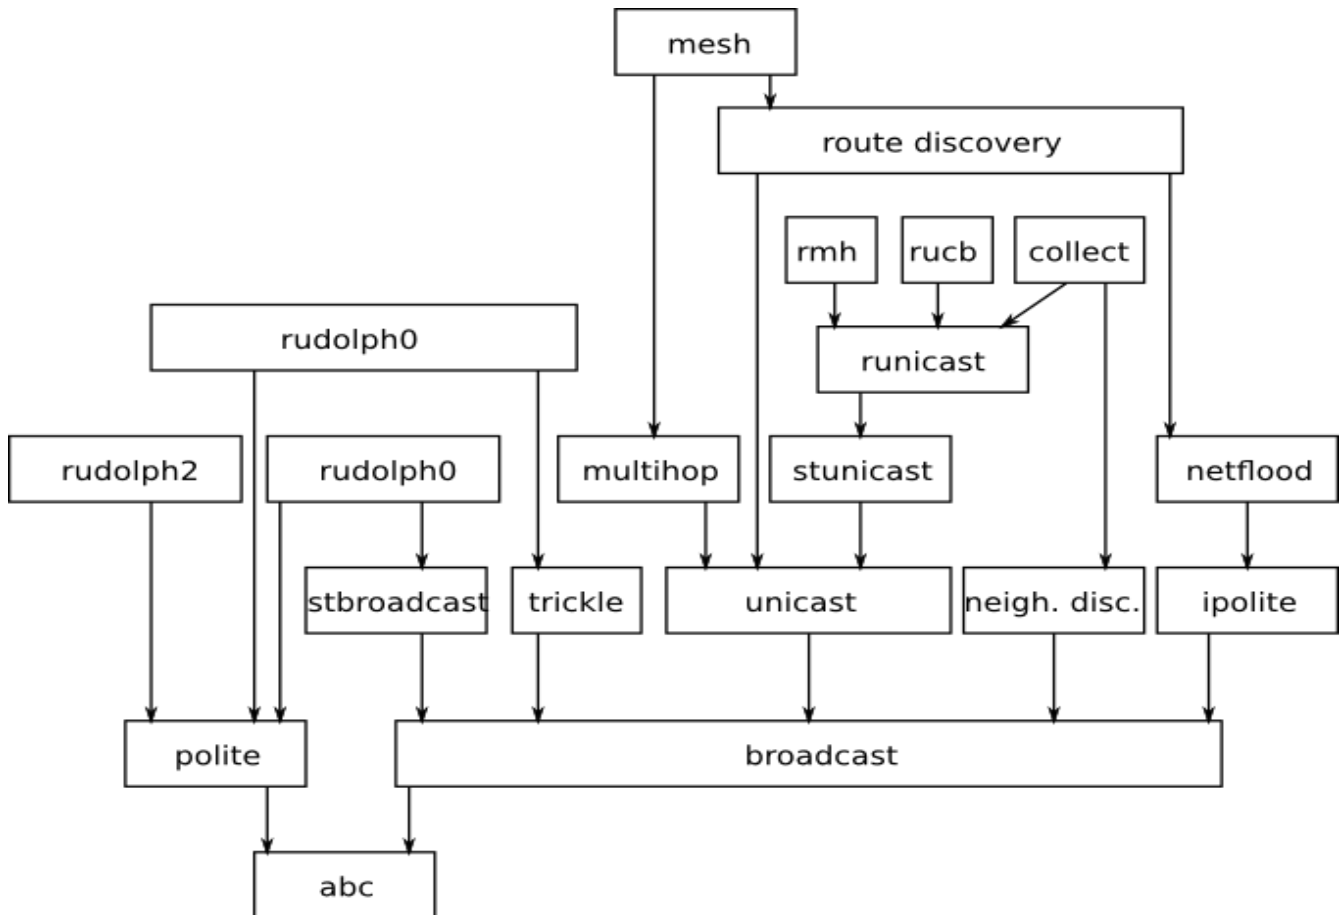 mesh
route discovery
rmh
rucb
collect
rudolph0
runicast
rudolph2
rudolph0
multihop
stunicast
netflood
stbroadcast
trickle
unicast
neigh. disc.
ipolite
polite
broadcast
abc